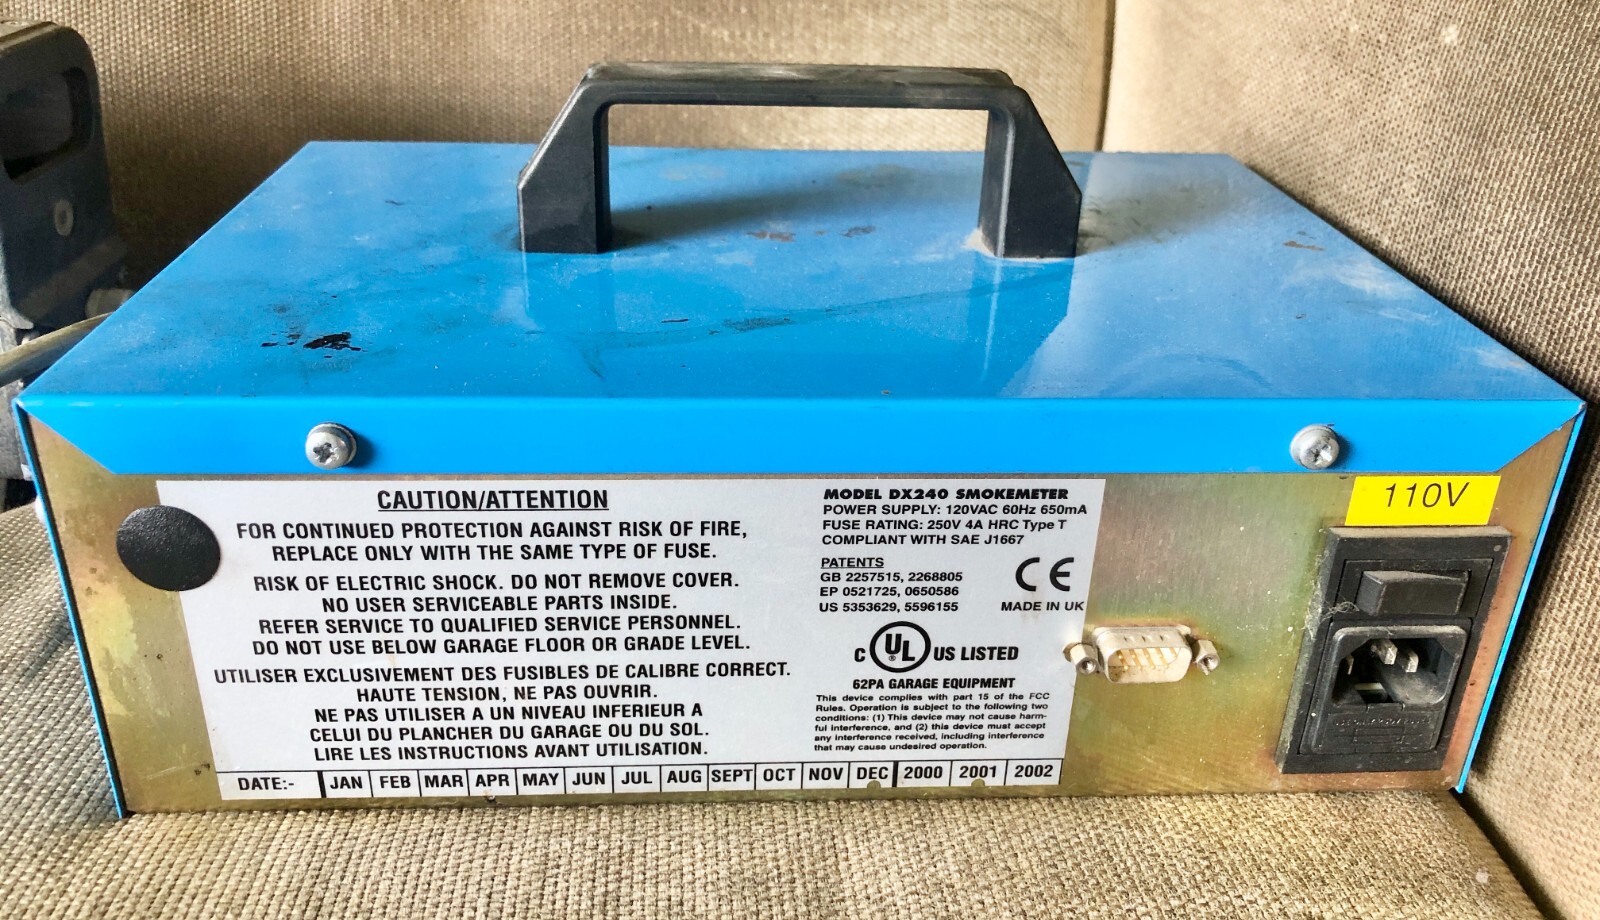 CAUTION/ATTENTION
FOR CONTINUED PROTECTION AGAINST RISK OF FIRE,
REPLACE ONLY WITH THE SAME TYPE OF FUSE.
RISK OF ELECTRIC SHOCK. DO NOT REMOVE COVER.
NO USER SERVICEABLE PARTS INSIDE.
REFER SERVICE TO QUALIFIED SERVICE PERSONNEL.
DO NOT USE BELOW GARAGE FLOOR OR GRADE LEVEL.
UTILISER EXCLUSIVEMENT DES FUSIBLES DE CALIBRE CORRECT.
HAUTE TENSION, NE PAS OUVRIR.
NE PAS UTILISER A UN NIVEAU INFERIEUR A
CELUI DU PLANCHER DU GARAGE OU DU SOL.
LIRE LES INSTRUCTIONS AVANT UTILISATION.
MODEL DX240 SMOKEMETER
POWER SUPPLY: 120VAC 60Hz 650mA
FUSE RATING: 250V 4A HRC Type T
COMPLIANT WITH SAE J1667
PATENTS
GB 2257515, 2268805
EP 0521725, 0650586
US 5353629, 5596155
CE
MADE IN UK
C UL US LISTED
62PA GARAGE EQUIPMENT
This device complies with part 15 of the FCC
Rules. Operation is subject to the following two
conditions: (1) This device may not cause harm-
ful interference, and (2) this device must accept
any interference received, including interference
that may cause undesired operation.
DATE:- JAN FEB MAR APR MAY JUN JUL AUG SEPT OCT NOV DEC 2000 2001 2002
110V